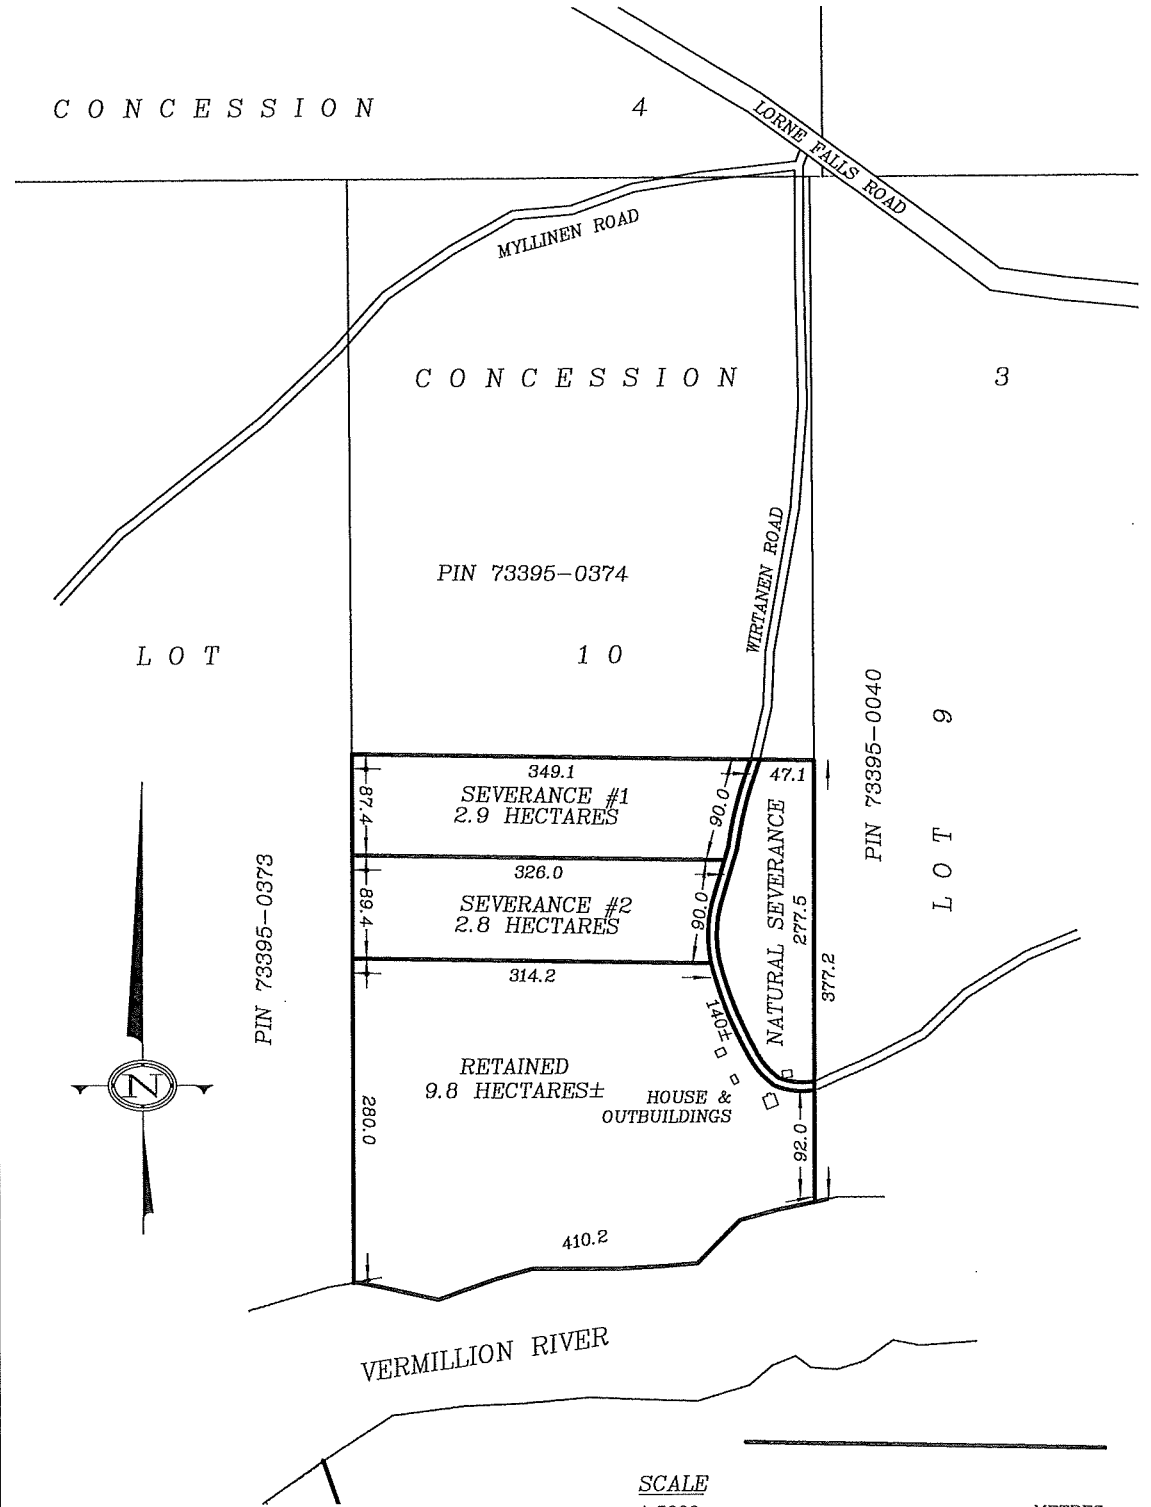 CONCESSION 4
LORNE FALLS ROAD
MYLLINEN ROAD
CONCESSION 3
WIRTANEN ROAD
PIN 73395-0374
LOT 10
PIN 73395-0040
LOT 9
349.1
47.1
SEVERANCE #1
2.9 HECTARES
87.4
90.0
326.0
SEVERANCE #2
2.8 HECTARES
89.4
90.0
NATURAL SEVERANCE
277.5
377.2
PIN 73395-0373
314.2
140±
RETAINED
9.8 HECTARES±
HOUSE &
OUTBUILDINGS
N
280.0
92.0
410.2
VERMILLION RIVER
SCALE